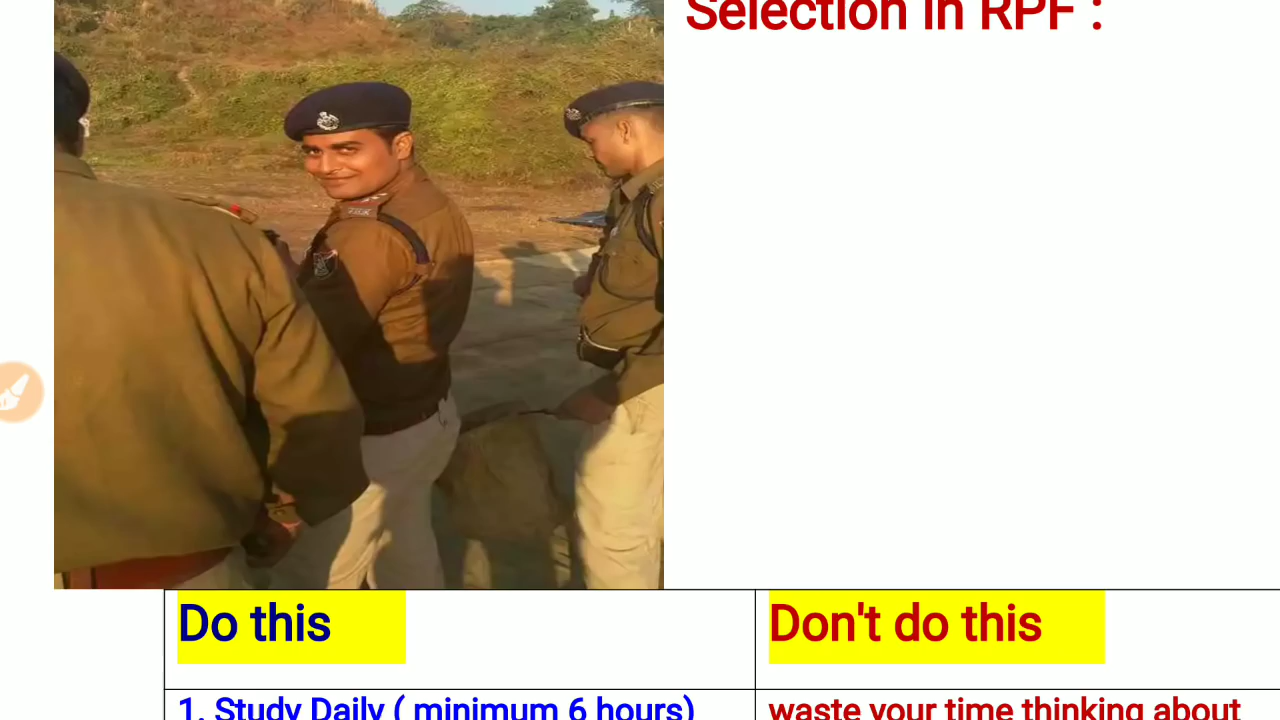 Selection in RPF :
Do this
Don't do this
1. Study Daily ( minimum 6 hours)
waste your time thinking about